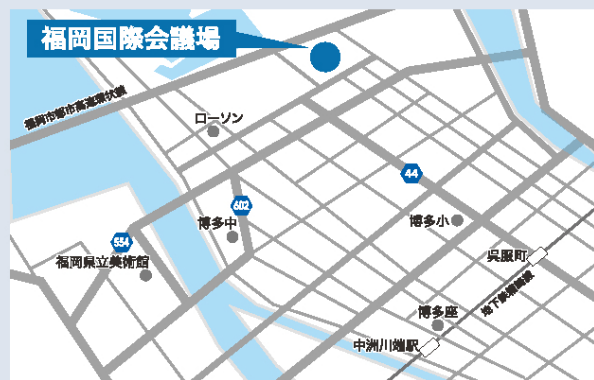 福岡国際会議場
福岡市都市高速環状線
ローソン
44
602
博多中
博多小
554
福岡県立美術館
呉服町
地下鉄箱崎線
博多座
中洲川端駅